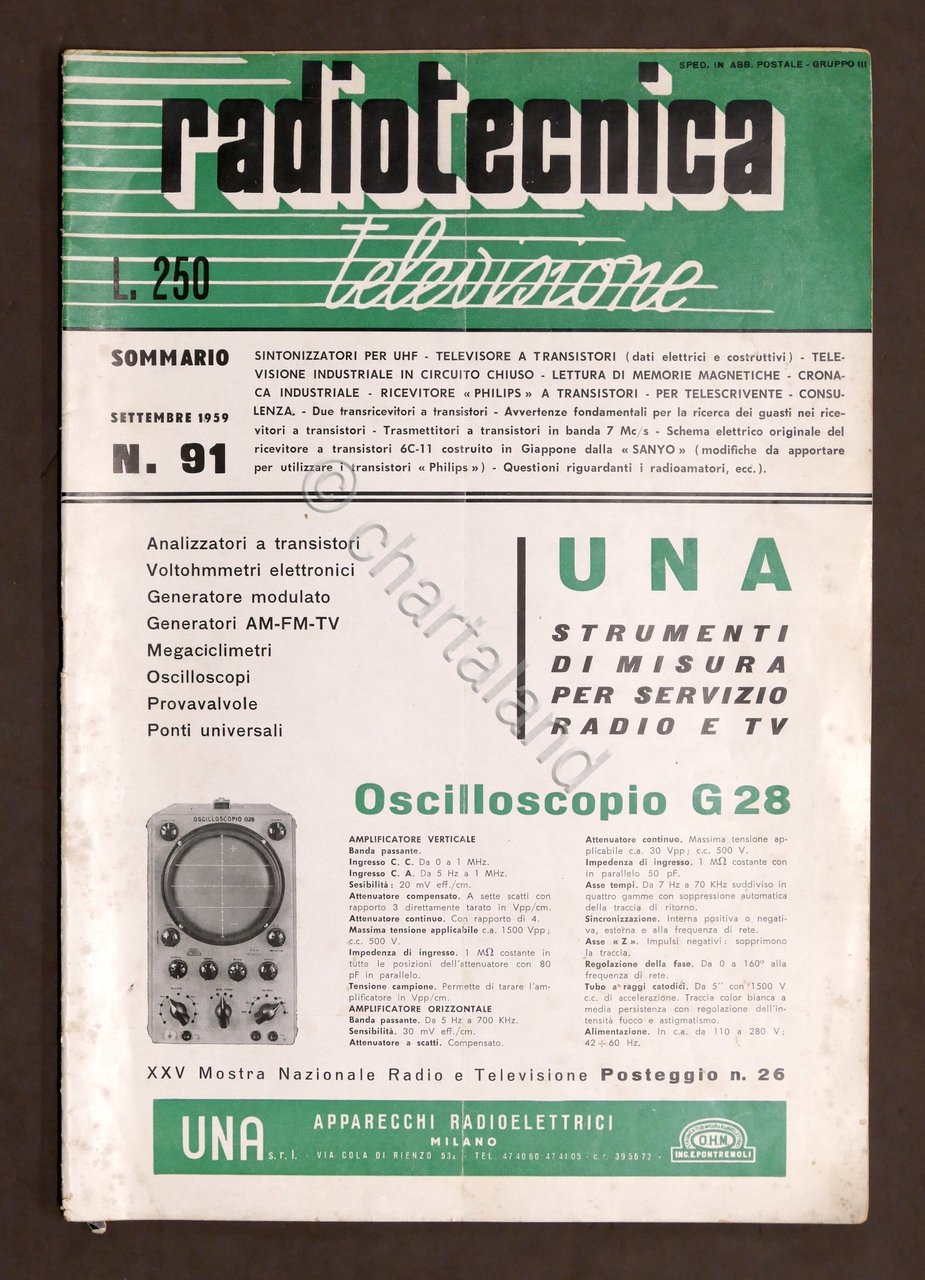 SPED. IN ABB. POSTALE - GRUPPO III
radiotecnica
televisione
L. 250
SOMMARIO
SETTEMBRE 1959
N. 91
SINTONIZZATORI PER UHF - TELEVISORE A TRANSISTORI (dati elettrici e costruttivi) - TELE-
VISIONE INDUSTRIALE IN CIRCUITO CHIUSO - LETTURA DI MEMORIE MAGNETICHE - CRONA-
CA INDUSTRIALE - RICEVITORE « PHILIPS » A TRANSISTORI - PER TELESCRIVENTE - CONSU-
LENZA. - Due transricevitori a transistori - Avvertenze fondamentali per la ricerca dei guasti nei rice-
vitori a transistori - Trasmettitori a transistori in banda 7 Mc/s - Schema elettrico originale del
ricevitore a transistori 6C-11 costruito in Giappone dalla « SANYO » (modifiche da apportare
per utilizzare i transistori « Philips ») - Questioni riguardanti i radioamatori, ecc.).
Analizzatori a transistori
Voltohmmetri elettronici
Generatore modulato
Generatori AM-FM-TV
Megaciclimetri
Oscilloscopi
Provavalvole
Ponti universali
UNA
STRUMENTI
DI MISURA
PER SERVIZIO
RADIO E TV
Oscilloscopio G 28
OSCILLOSCOPIO G28
AMPLIFICATORE VERTICALE
Banda passante.
Ingresso C. C. Da 0 a 1 MHz.
Ingresso C. A. Da 5 Hz a 1 MHz.
Sesibilità: 20 mV eff./cm.
Attenuatore compensato. A sette scatti con
rapporto 3 direttamente tarato in Vpp/cm.
Attenuatore continuo. Con rapporto di 4.
Massima tensione applicabile c.a. 1500 Vpp;
c.c. 500 V.
Impedenza di ingresso. 1 MΩ costante in
tutte le posizioni dell'attenuatore con 80
pF in parallelo.
Tensione campione. Permette di tarare l'am-
plificatore in Vpp/cm.
AMPLIFICATORE ORIZZONTALE
Banda passante. Da 5 Hz a 700 KHz.
Sensibilità. 30 mV eff./cm.
Attenuatore a scatti. Compensato.
Attenuatore continuo. Massima tensione ap-
plicabile c.a. 30 Vpp; c.c. 500 V.
Impedenza di ingresso. 1 MΩ costante con
in parallelo 50 pF.
Asse tempi. Da 7 Hz a 70 KHz suddiviso in
quattro gamme con soppressione automatica
della traccia di ritorno.
Sincronizzazione. Interna positiva o negati-
va, esterna e alla frequenza di rete.
Asse « Z ». Impulsi negativi: sopprimono
la traccia.
Regolazione della fase. Da 0 a 160° alla
frequenza di rete.
Tubo a raggi catodici. Da 5" con 1500 V
c.c. di accelerazione. Traccia color bianca a
media persistenza con regolazione dell'in-
tensità fuoco e astigmatismo.
Alimentazione. In c.a. da 110 a 280 V;
42÷60 Hz.
XXV Mostra Nazionale Radio e Televisione Posteggio n. 26
UNA s.r.l.
APPARECCHI RADIOELETTRICI
MILANO
- VIA COLA DI RIENZO 53A - TEL. 474060 474105 - c.c. 395672 -
O.H.M.
ING. E. PONTREMOLI
© chartaland